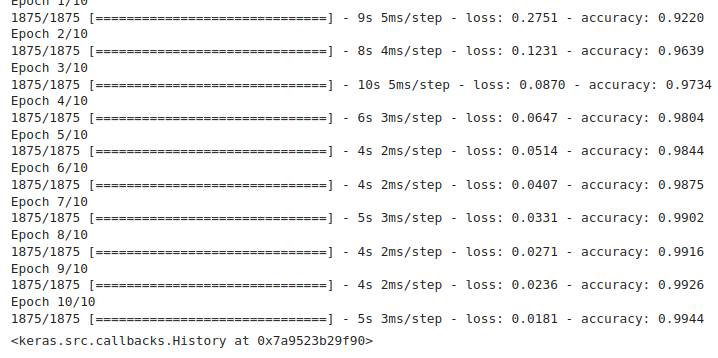 Epoch 1/10
1875/1875 [==============================] - 9s 5ms/step - loss: 0.2751 - accuracy: 0.9220
Epoch 2/10
1875/1875 [==============================] - 8s 4ms/step - loss: 0.1231 - accuracy: 0.9639
Epoch 3/10
1875/1875 [==============================] - 10s 5ms/step - loss: 0.0870 - accuracy: 0.9734
Epoch 4/10
1875/1875 [==============================] - 6s 3ms/step - loss: 0.0647 - accuracy: 0.9804
Epoch 5/10
1875/1875 [==============================] - 4s 2ms/step - loss: 0.0514 - accuracy: 0.9844
Epoch 6/10
1875/1875 [==============================] - 4s 2ms/step - loss: 0.0407 - accuracy: 0.9875
Epoch 7/10
1875/1875 [==============================] - 5s 3ms/step - loss: 0.0331 - accuracy: 0.9902
Epoch 8/10
1875/1875 [==============================] - 4s 2ms/step - loss: 0.0271 - accuracy: 0.9916
Epoch 9/10
1875/1875 [==============================] - 4s 2ms/step - loss: 0.0236 - accuracy: 0.9926
Epoch 10/10
1875/1875 [==============================] - 5s 3ms/step - loss: 0.0181 - accuracy: 0.9944
<keras.src.callbacks.History at 0x7a9523b29f90>